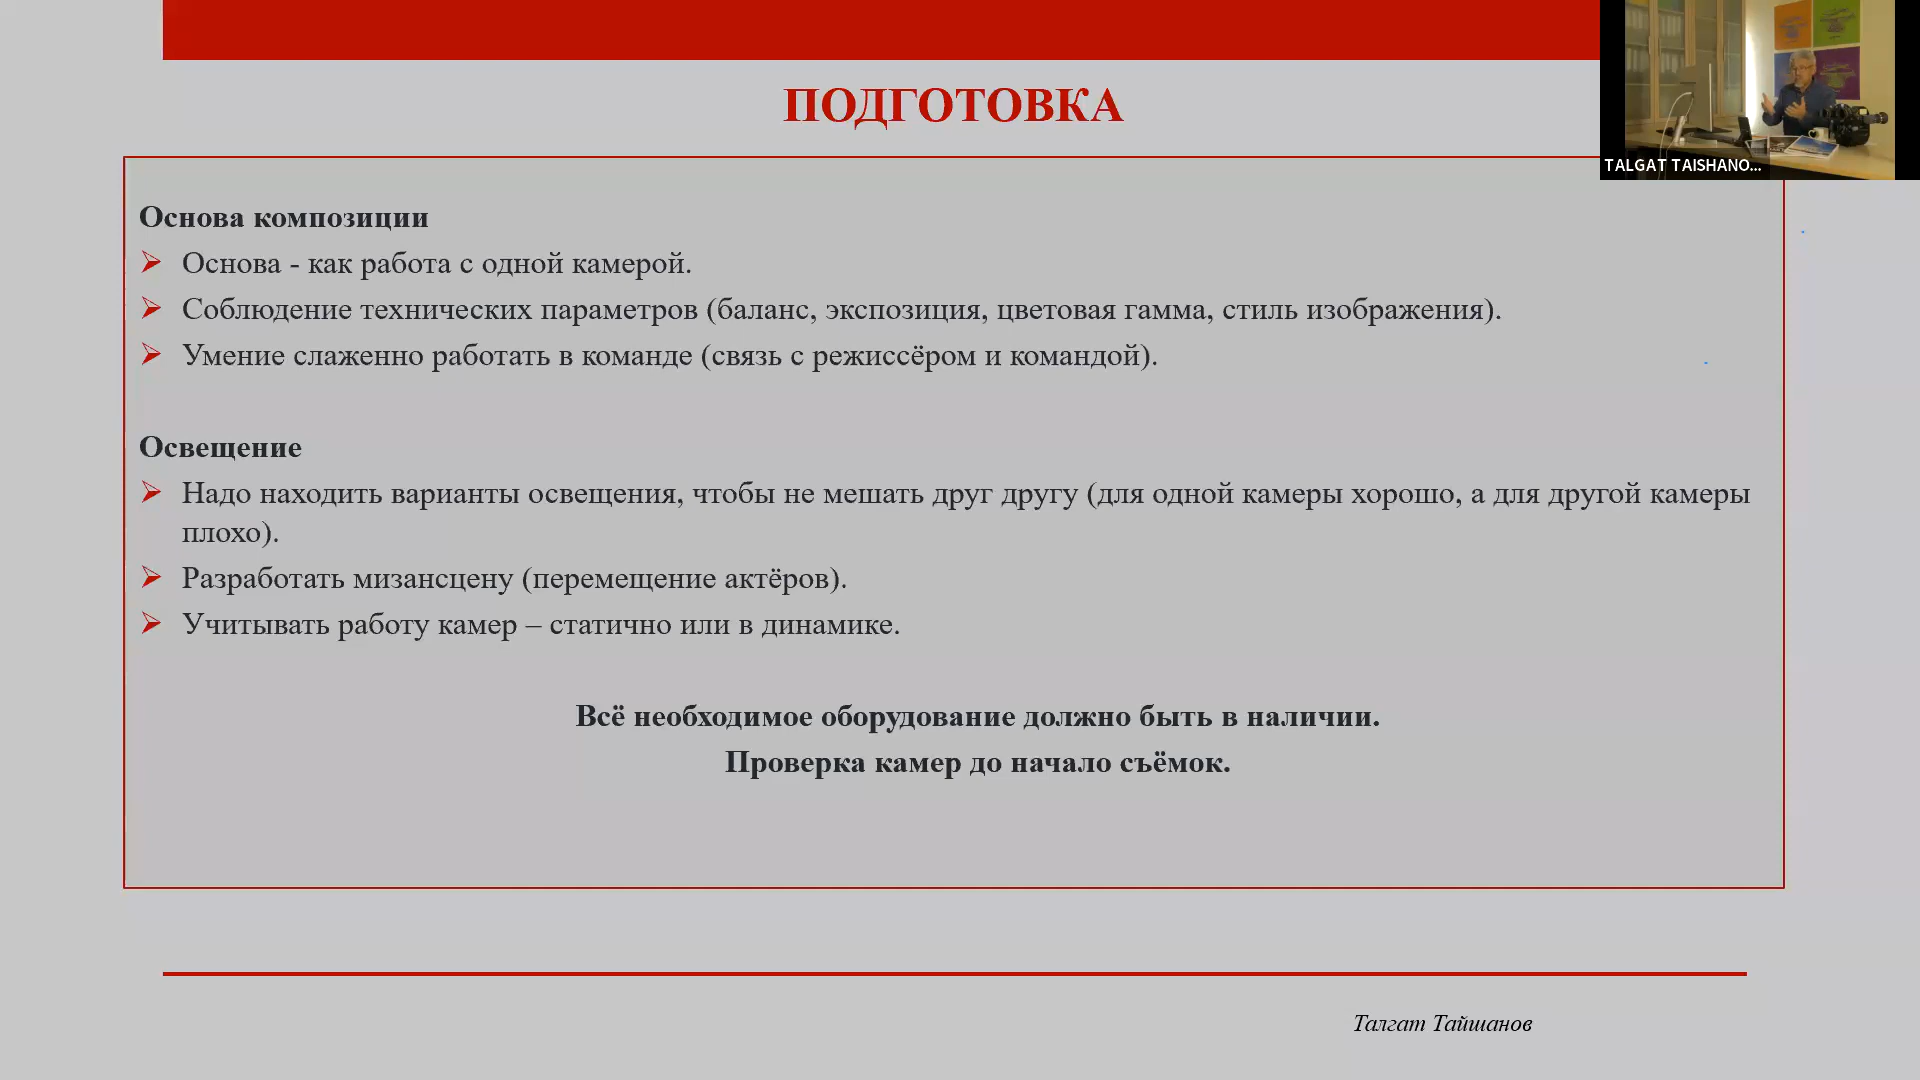 ПОДГОТОВКА
TALGAT TAISHANO...
Основа композиции
Основа - как работа с одной камерой.
Соблюдение технических параметров (баланс, экспозиция, цветовая гамма, стиль изображения).
Умение слаженно работать в команде (связь с режиссёром и командой).
Освещение
Надо находить варианты освещения, чтобы не мешать друг другу (для одной камеры хорошо, а для другой камеры
плохо).
Разработать мизансцену (перемещение актёров).
Учитывать работу камер – статично или в динамике.
Всё необходимое оборудование должно быть в наличии.
Проверка камер до начало съёмок.
Талгат Тайшанов